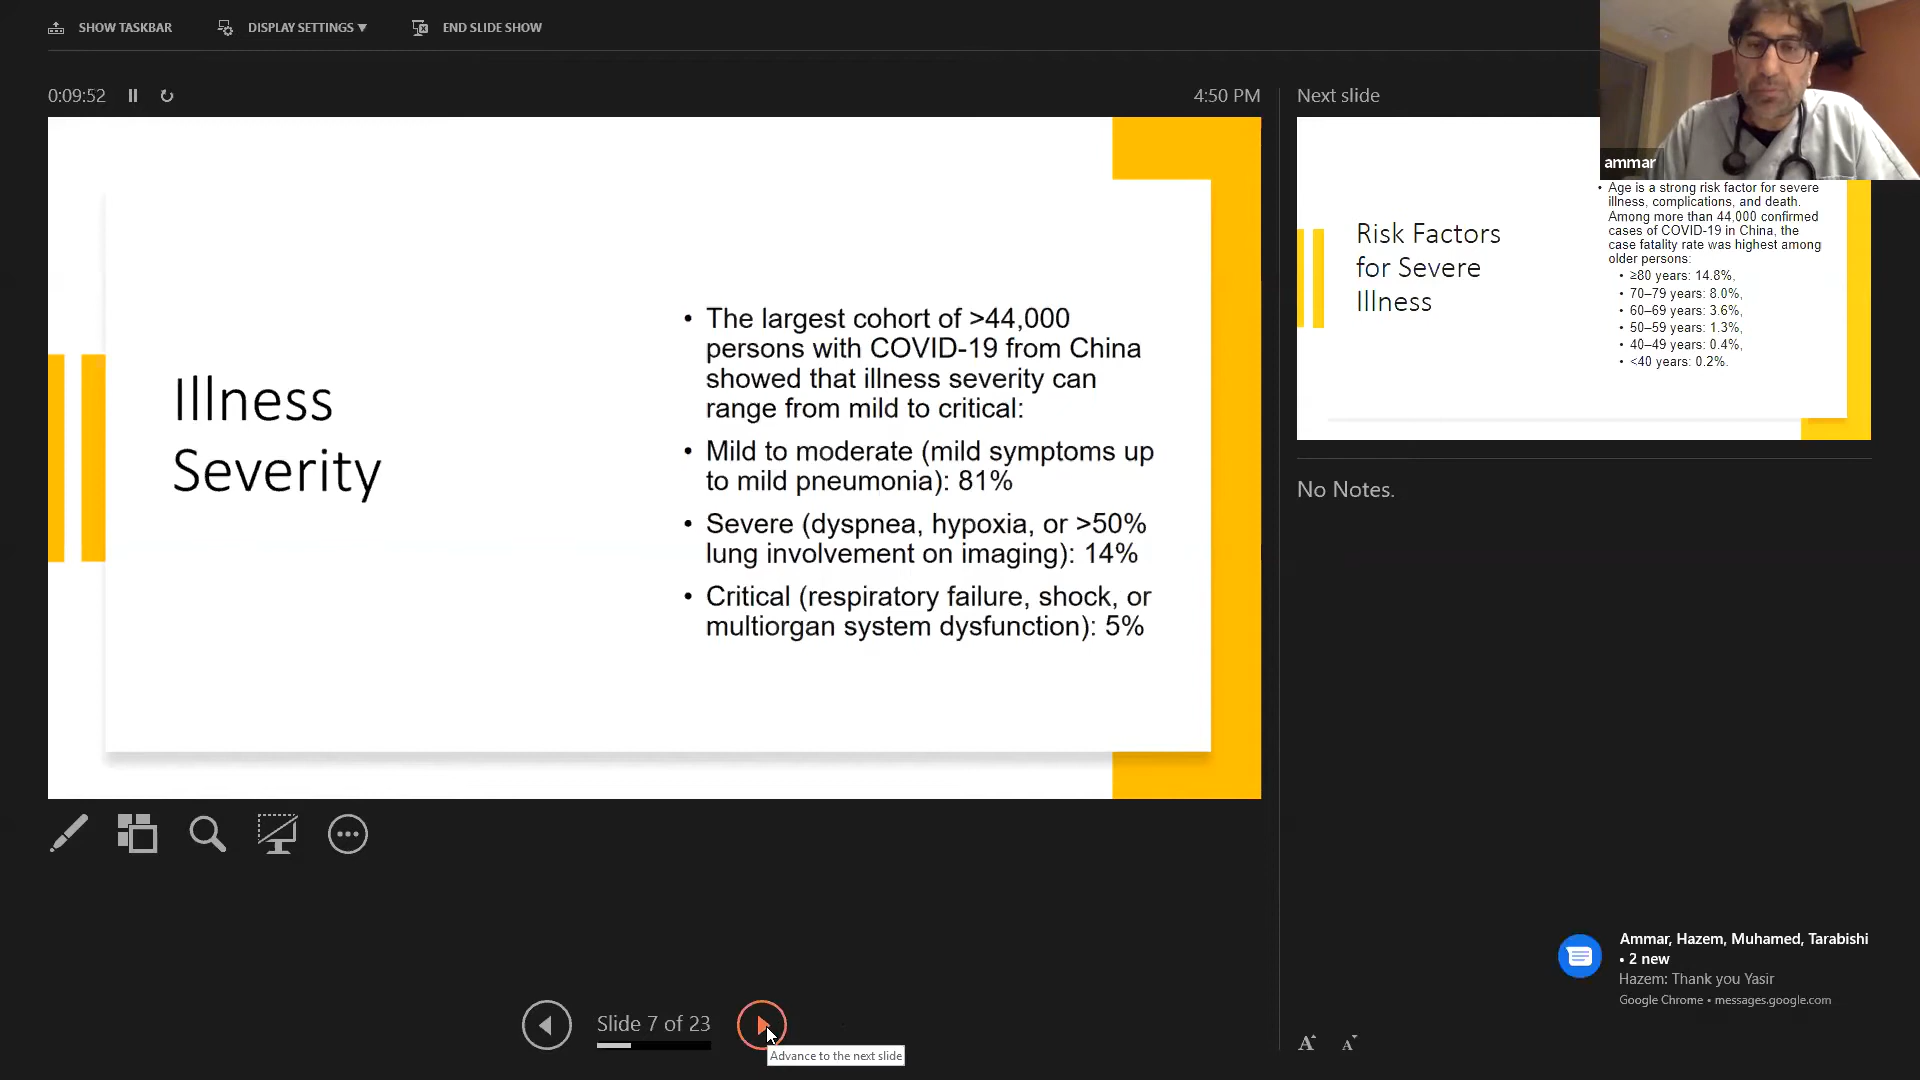 SHOW TASKBAR
DISPLAY SETTINGS ▼
END SLIDE SHOW
0:09:52
4:50 PM
Illness
Severity
• The largest cohort of >44,000
persons with COVID-19 from China
showed that illness severity can
range from mild to critical:
• Mild to moderate (mild symptoms up
to mild pneumonia): 81%
• Severe (dyspnea, hypoxia, or >50%
lung involvement on imaging): 14%
• Critical (respiratory failure, shock, or
multiorgan system dysfunction): 5%
Slide 7 of 23
Advance to the next slide
Next slide
ammar
Risk Factors
for Severe
Illness
• Age is a strong risk factor for severe
illness, complications, and death.
Among more than 44,000 confirmed
cases of COVID-19 in China, the
case fatality rate was highest among
older persons:
• ≥80 years: 14.8%,
• 70–79 years: 8.0%,
• 60–69 years: 3.6%,
• 50–59 years: 1.3%,
• 40–49 years: 0.4%,
• <40 years: 0.2%.
No Notes.
Ammar, Hazem, Muhamed, Tarabishi
• 2 new
Hazem: Thank you Yasir
Google Chrome • messages.google.com
A A